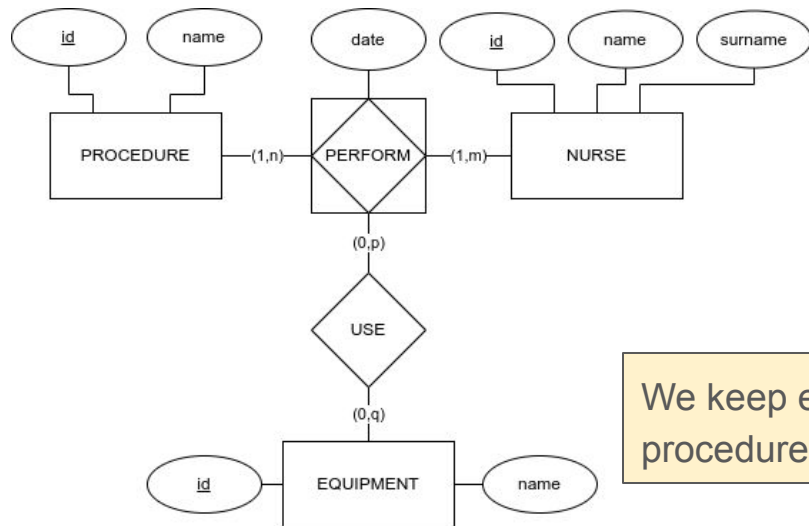 id name date id name surname
PROCEDURE (1,n) PERFORM (1,m) NURSE
(0,p)
USE
(0,q)
We keep
procedure
id EQUIPMENT name